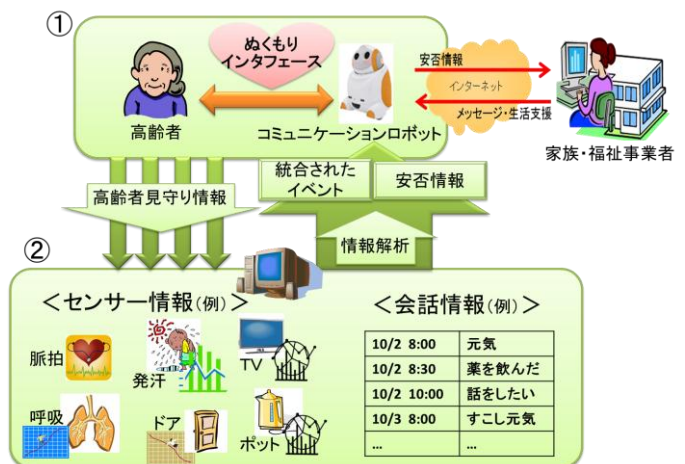 ①
ぬくもり
インタフェース
高齢者
コミュニケーションロボット
安否情報
インターネット
メッセージ・生活支援
家族・福祉事業者
高齢者見守り情報
統合された
イベント
安否情報
情報解析
②
＜センサー情報(例)＞
脈拍
発汗
TV
呼吸
ドア
ポット
＜会話情報(例)＞
10/2 8:00 元気
10/2 8:30 薬を飲んだ
10/2 10:00 話をしたい
10/3 8:00 すこし元気
... ...